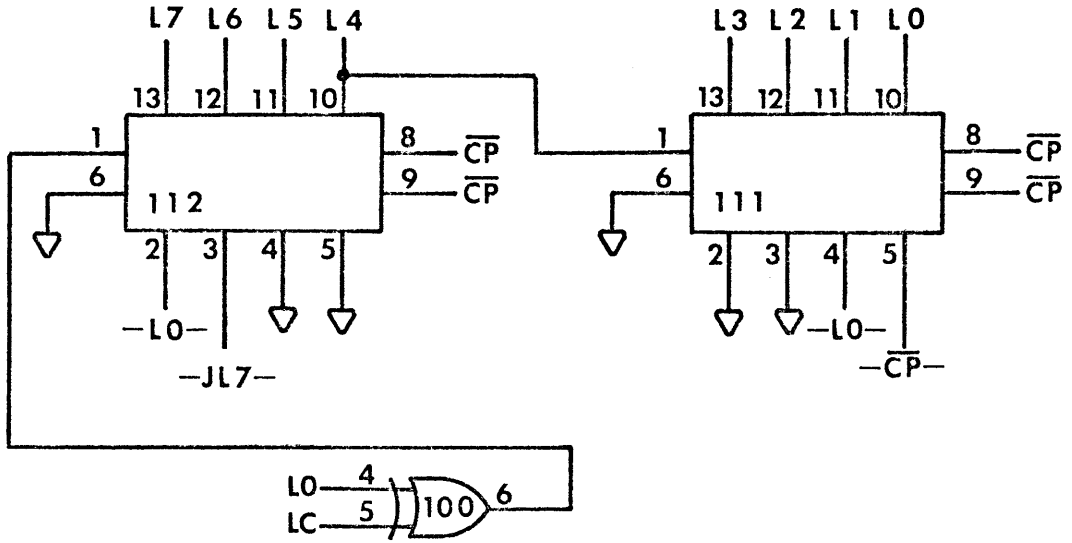 L7 L6 L5 L4 L3 L2 L1 L0
13 12 11 10 13 12 11 10
1 8 C̅P̅ 1 8 C̅P̅
6 9 C̅P̅ 6 9 C̅P̅
112 111
2 3 4 5 2 3 4 5
–L0– –L0–
–JL7– –C̅P̅–
L0 4 100 6
LC 5